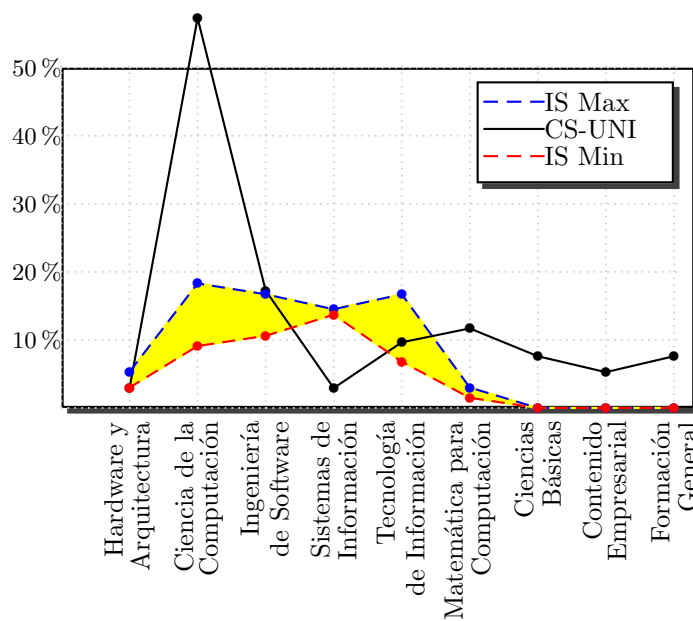 50 %
40 %
30 %
20 %
10 %
IS Max
CS-UNI
IS Min
Hardware y
Arquitectura
Ciencia de la
Computación
Ingeniería
de Software
Sistemas de
Información
Tecnología
de Información
Matemática para
Computación
Ciencias
Básicas
Contenido
Empresarial
Formación
General